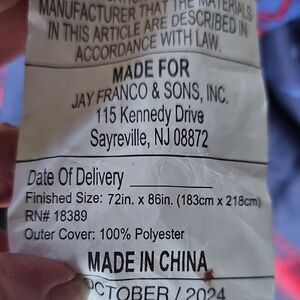 MANUFACTURER THAT THE MATERIALS
IN THIS ARTICLE ARE DESCRIBED IN
ACCORDANCE WITH LAW.
MADE FOR
JAY FRANCO & SONS, INC.
115 Kennedy Drive
Sayreville, NJ 08872
Date Of Delivery
Finished Size: 72in. x 86in. (183cm x 218cm)
RN# 18389
Outer Cover: 100% Polyester
MADE IN CHINA
OCTOBER / 2024